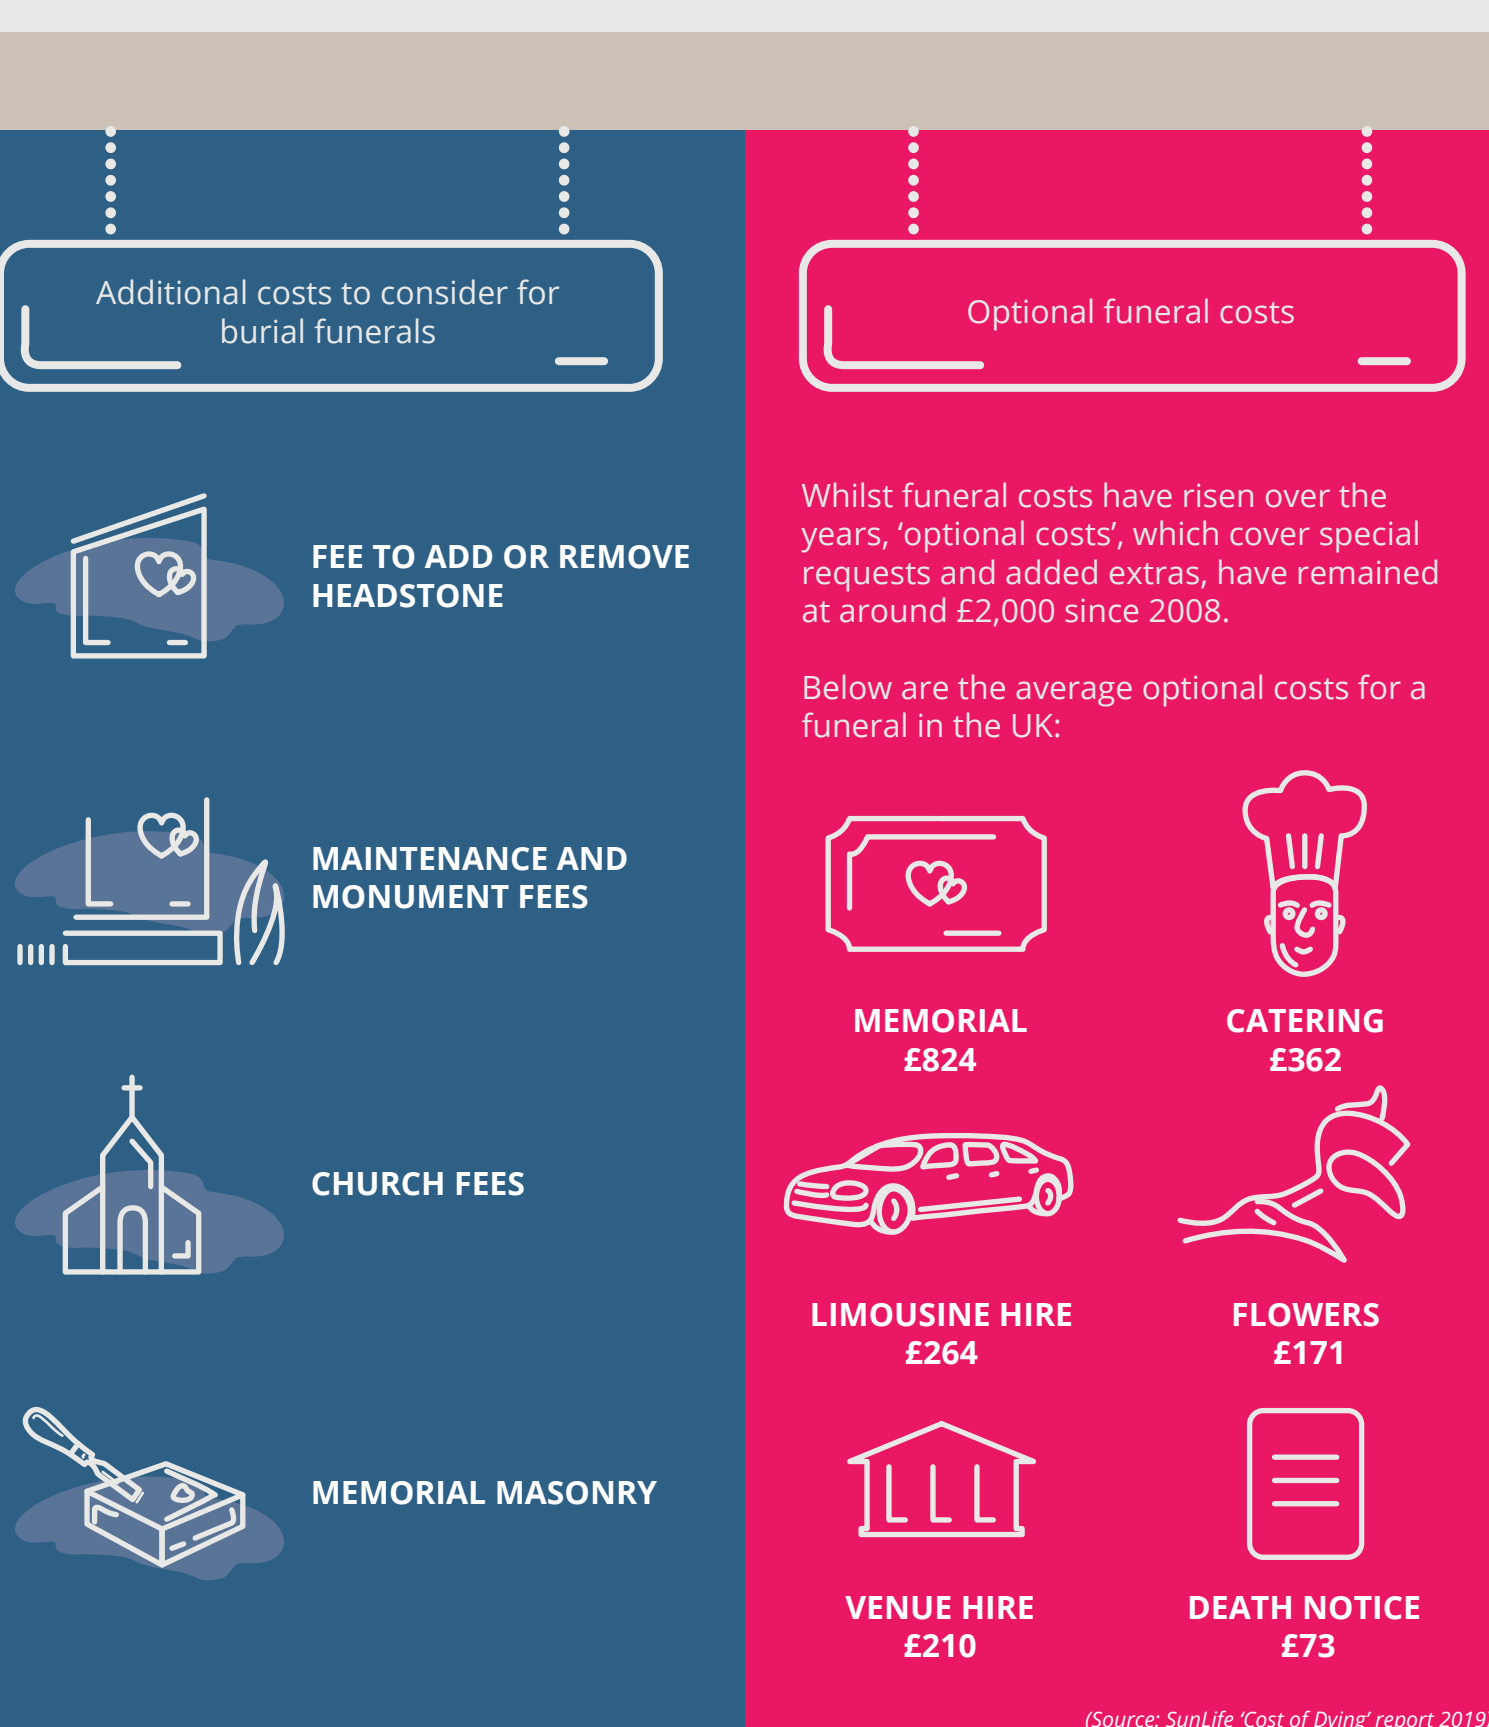 Additional costs to consider for
burial funerals
FEE TO ADD OR REMOVE
HEADSTONE
MAINTENANCE AND
MONUMENT FEES
CHURCH FEES
MEMORIAL MASONRY
Optional funeral costs
Whilst funeral costs have risen over the
years, ‘optional costs’, which cover special
requests and added extras, have remained
at around £2,000 since 2008.
Below are the average optional costs for a
funeral in the UK:
MEMORIAL
£824
CATERING
£362
LIMOUSINE HIRE
£264
FLOWERS
£171
VENUE HIRE
£210
DEATH NOTICE
£73
(Source: SunLife ‘Cost of Dying’ report 2019)